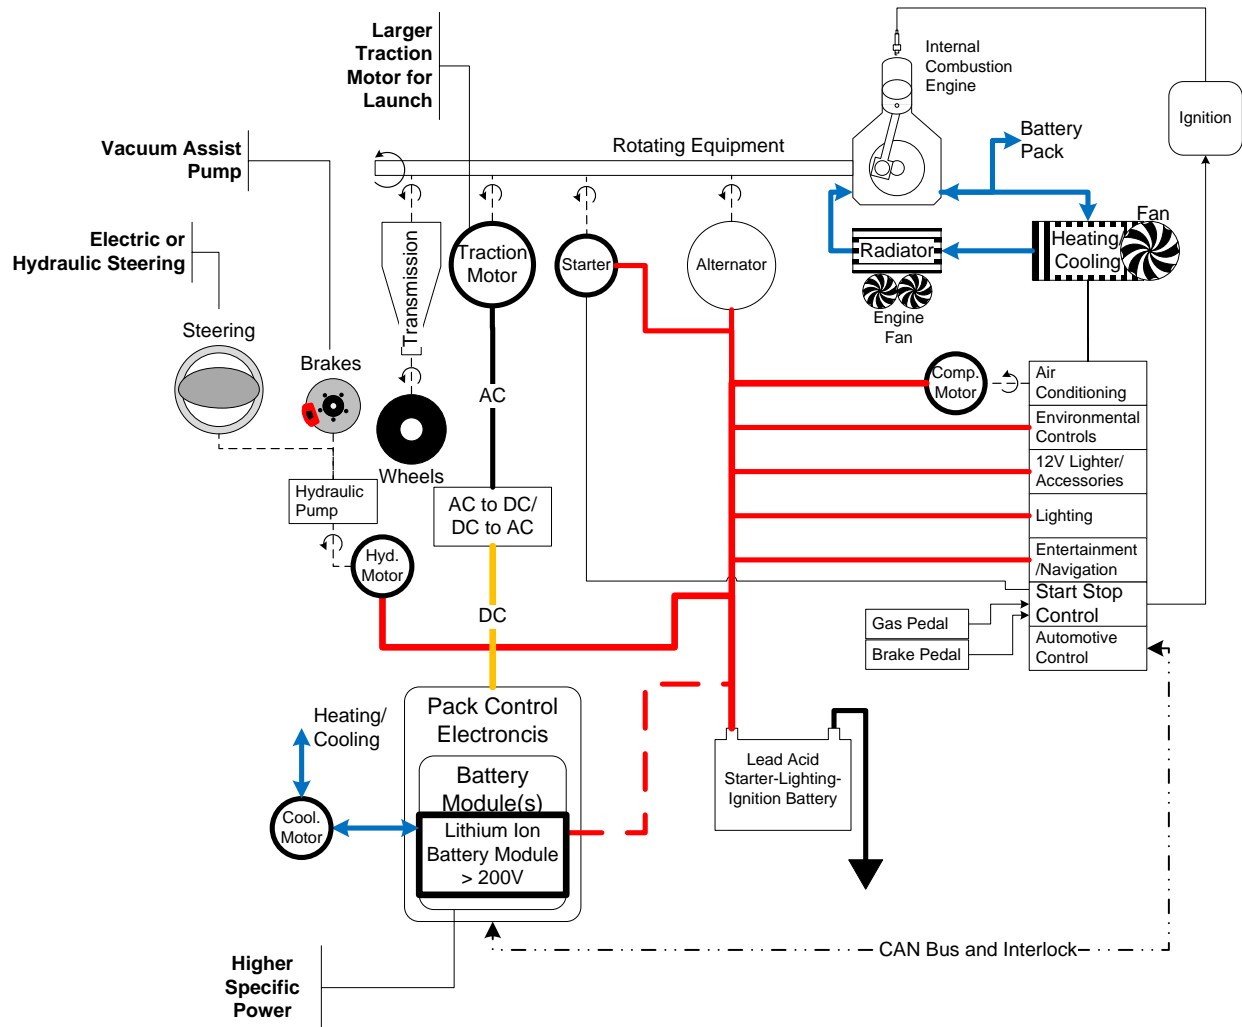 Larger
Traction
Motor for
Launch
Internal
Combustion
Engine
Ignition
Battery
Pack
Vacuum Assist
Pump
Rotating Equipment
Electric or
Hydraulic Steering
Fan
Heating/
Cooling
Radiator
Engine
Fan
Traction
Motor
Starter
Alternator
Transmission
Steering
Brakes
Wheels
AC
Comp.
Motor
Air
Conditioning
Environmental
Controls
12V Lighter/
Accessories
Lighting
Entertainment
/Navigation
Start Stop
Control
Automotive
Control
Gas Pedal
Brake Pedal
Hydraulic
Pump
AC to DC/
DC to AC
Hyd.
Motor
DC
Pack Control
Electroncis
Battery
Module(s)
Lithium Ion
Battery Module
> 200V
Heating/
Cooling
Cool.
Motor
Lead Acid
Starter-Lighting-
Ignition Battery
CAN Bus and Interlock
Higher
Specific
Power